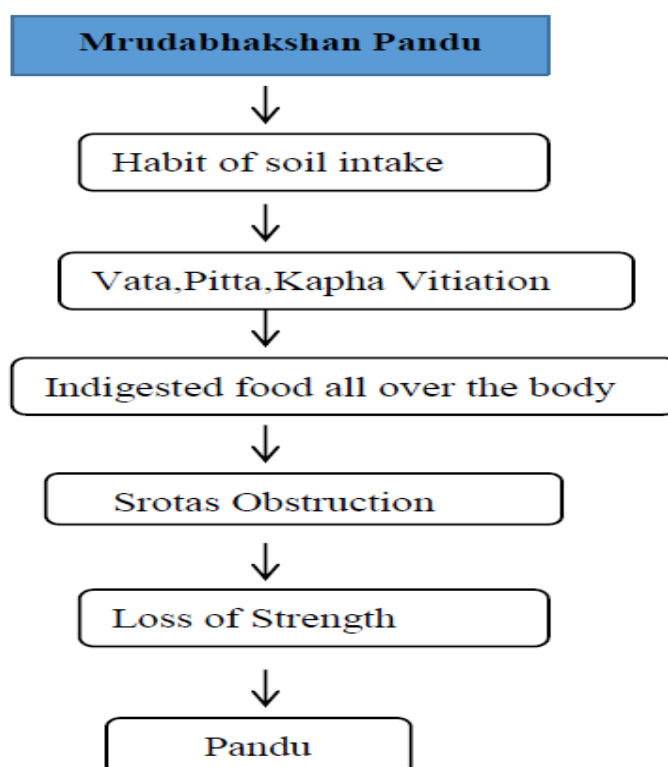 Mrudabhakshan Pandu
Habit of soil intake
Vata,Pitta,Kapha Vitiation
Indigested food all over the body
Srotas Obstruction
Loss of Strength
Pandu